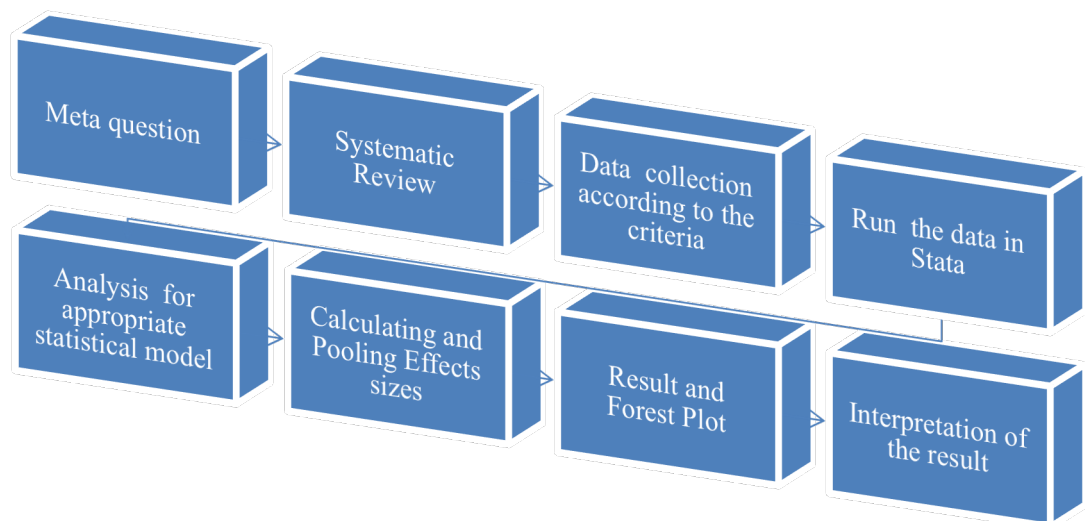 Meta question
Systematic
Review
Data collection
according to the
criteria
Run the data in
Stata
Analysis for
appropriate
statistical model
Calculating and
Pooling Effects
sizes
Result and
Forest Plot
Interpretation of
the result